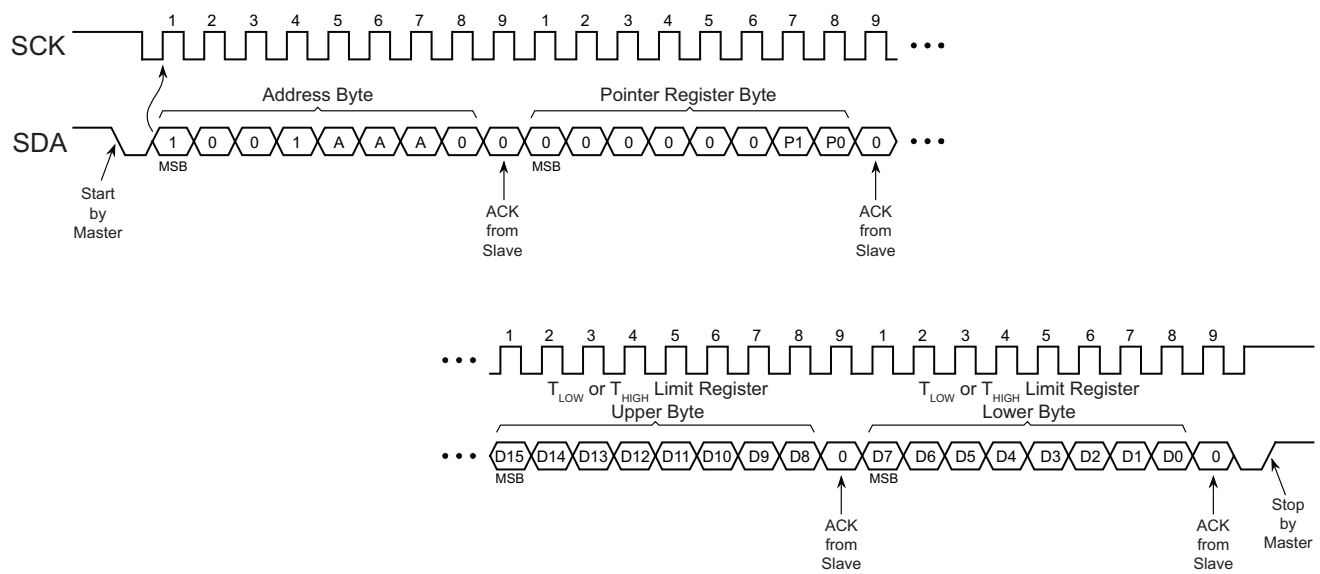 1 2 3 4 5 6 7 8 9 1 2 3 4 5 6 7 8 9
SCK
Address Byte Pointer Register Byte
SDA 1 0 0 1 A A A 0 0 0 0 0 0 0 0 P1 P0 0
MSB MSB
Start
by
Master
ACK
from
Slave
ACK
from
Slave
1 2 3 4 5 6 7 8 9 1 2 3 4 5 6 7 8 9
TLOW or THIGH Limit Register
Upper Byte
TLOW or THIGH Limit Register
Lower Byte
D15 D14 D13 D12 D11 D10 D9 D8 0 D7 D6 D5 D4 D3 D2 D1 D0 0
MSB MSB
ACK
from
Slave
ACK
from
Slave
Stop
by
Master